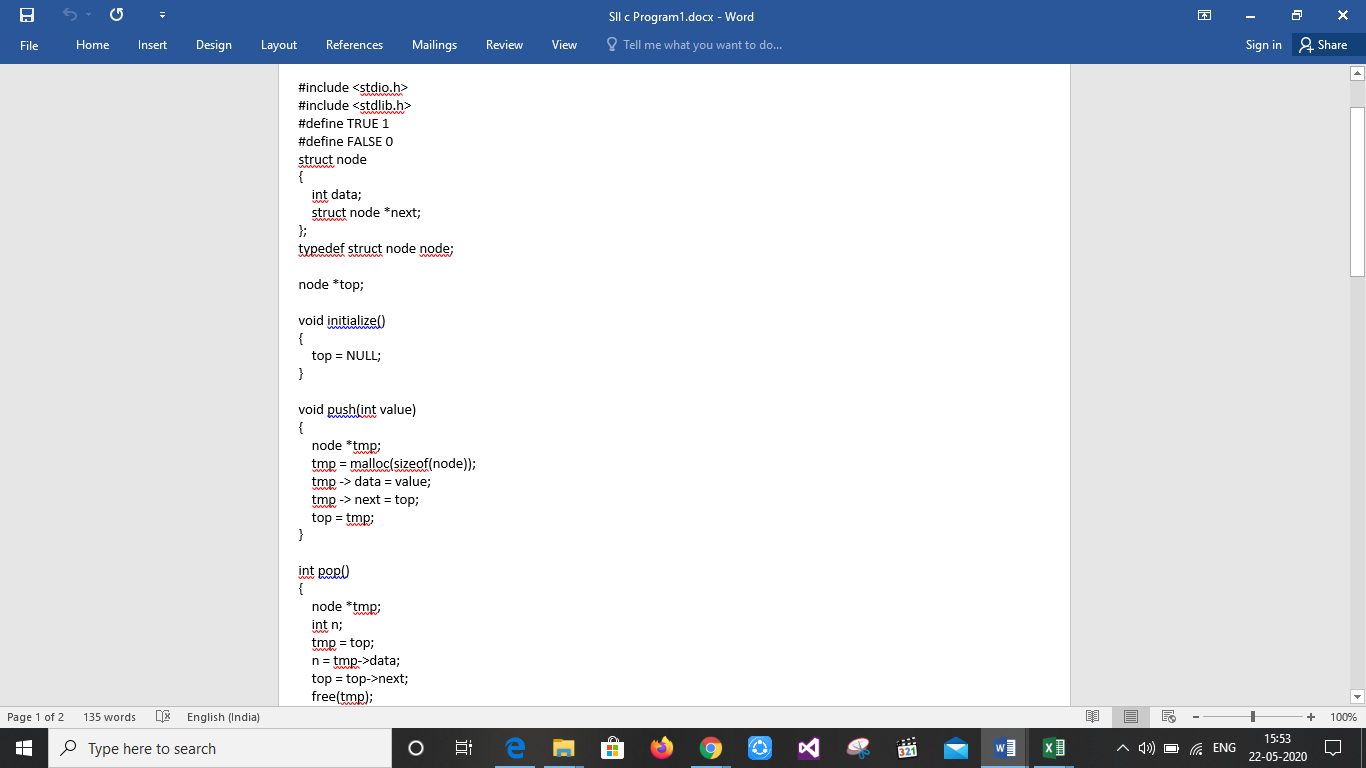 SII c Program1.docx - Word
File Home Insert Design Layout References Mailings Review View Tell me what you want to do... Sign in Share
#include <stdio.h>
#include <stdlib.h>
#define TRUE 1
#define FALSE 0
struct node
{
    int data;
    struct node *next;
};
typedef struct node node;

node *top;

void initialize()
{
    top = NULL;
}

void push(int value)
{
    node *tmp;
    tmp = malloc(sizeof(node));
    tmp -> data = value;
    tmp -> next = top;
    top = tmp;
}

int pop()
{
    node *tmp;
    int n;
    tmp = top;
    n = tmp->data;
    top = top->next;
    free(tmp);
Page 1 of 2 135 words English (India) 100%
Type here to search 321 ENG 15:53
22-05-2020